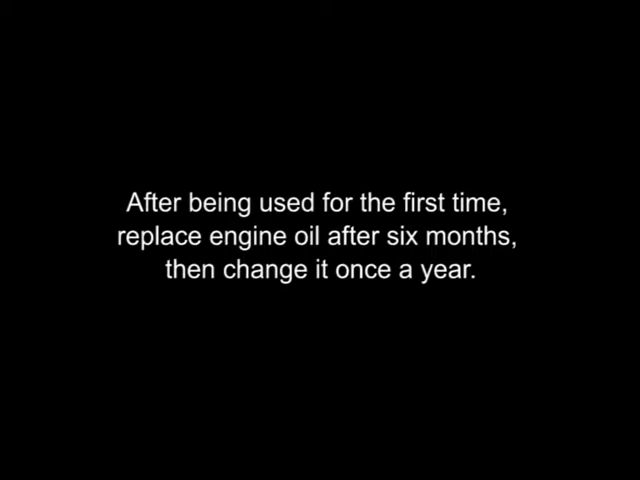 After being used for the first time,
replace engine oil after six months,
then change it once a year.